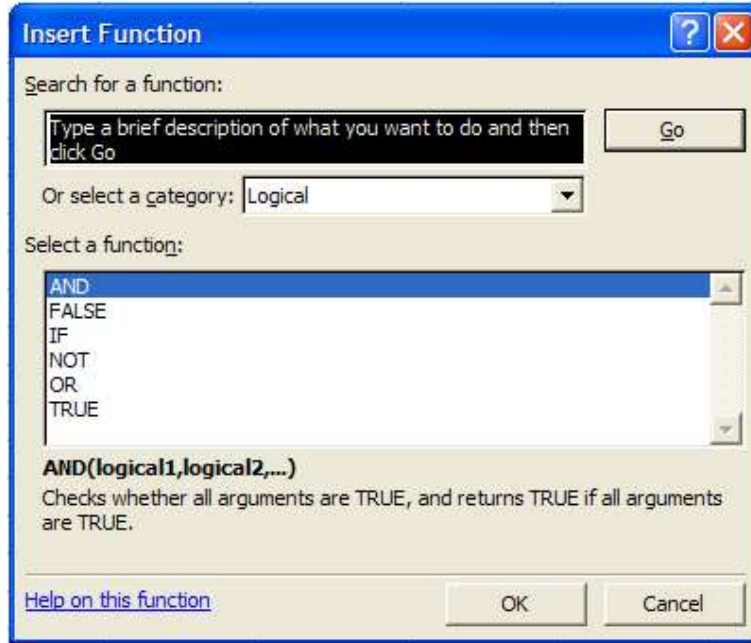 Insert Function
Search for a function:
Type a brief description of what you want to do and then
click Go
Go
Or select a category: Logical
Select a function:
AND
FALSE
IF
NOT
OR
TRUE
AND(logical1,logical2,...)
Checks whether all arguments are TRUE, and returns TRUE if all arguments
are TRUE.
Help on this function
OK
Cancel